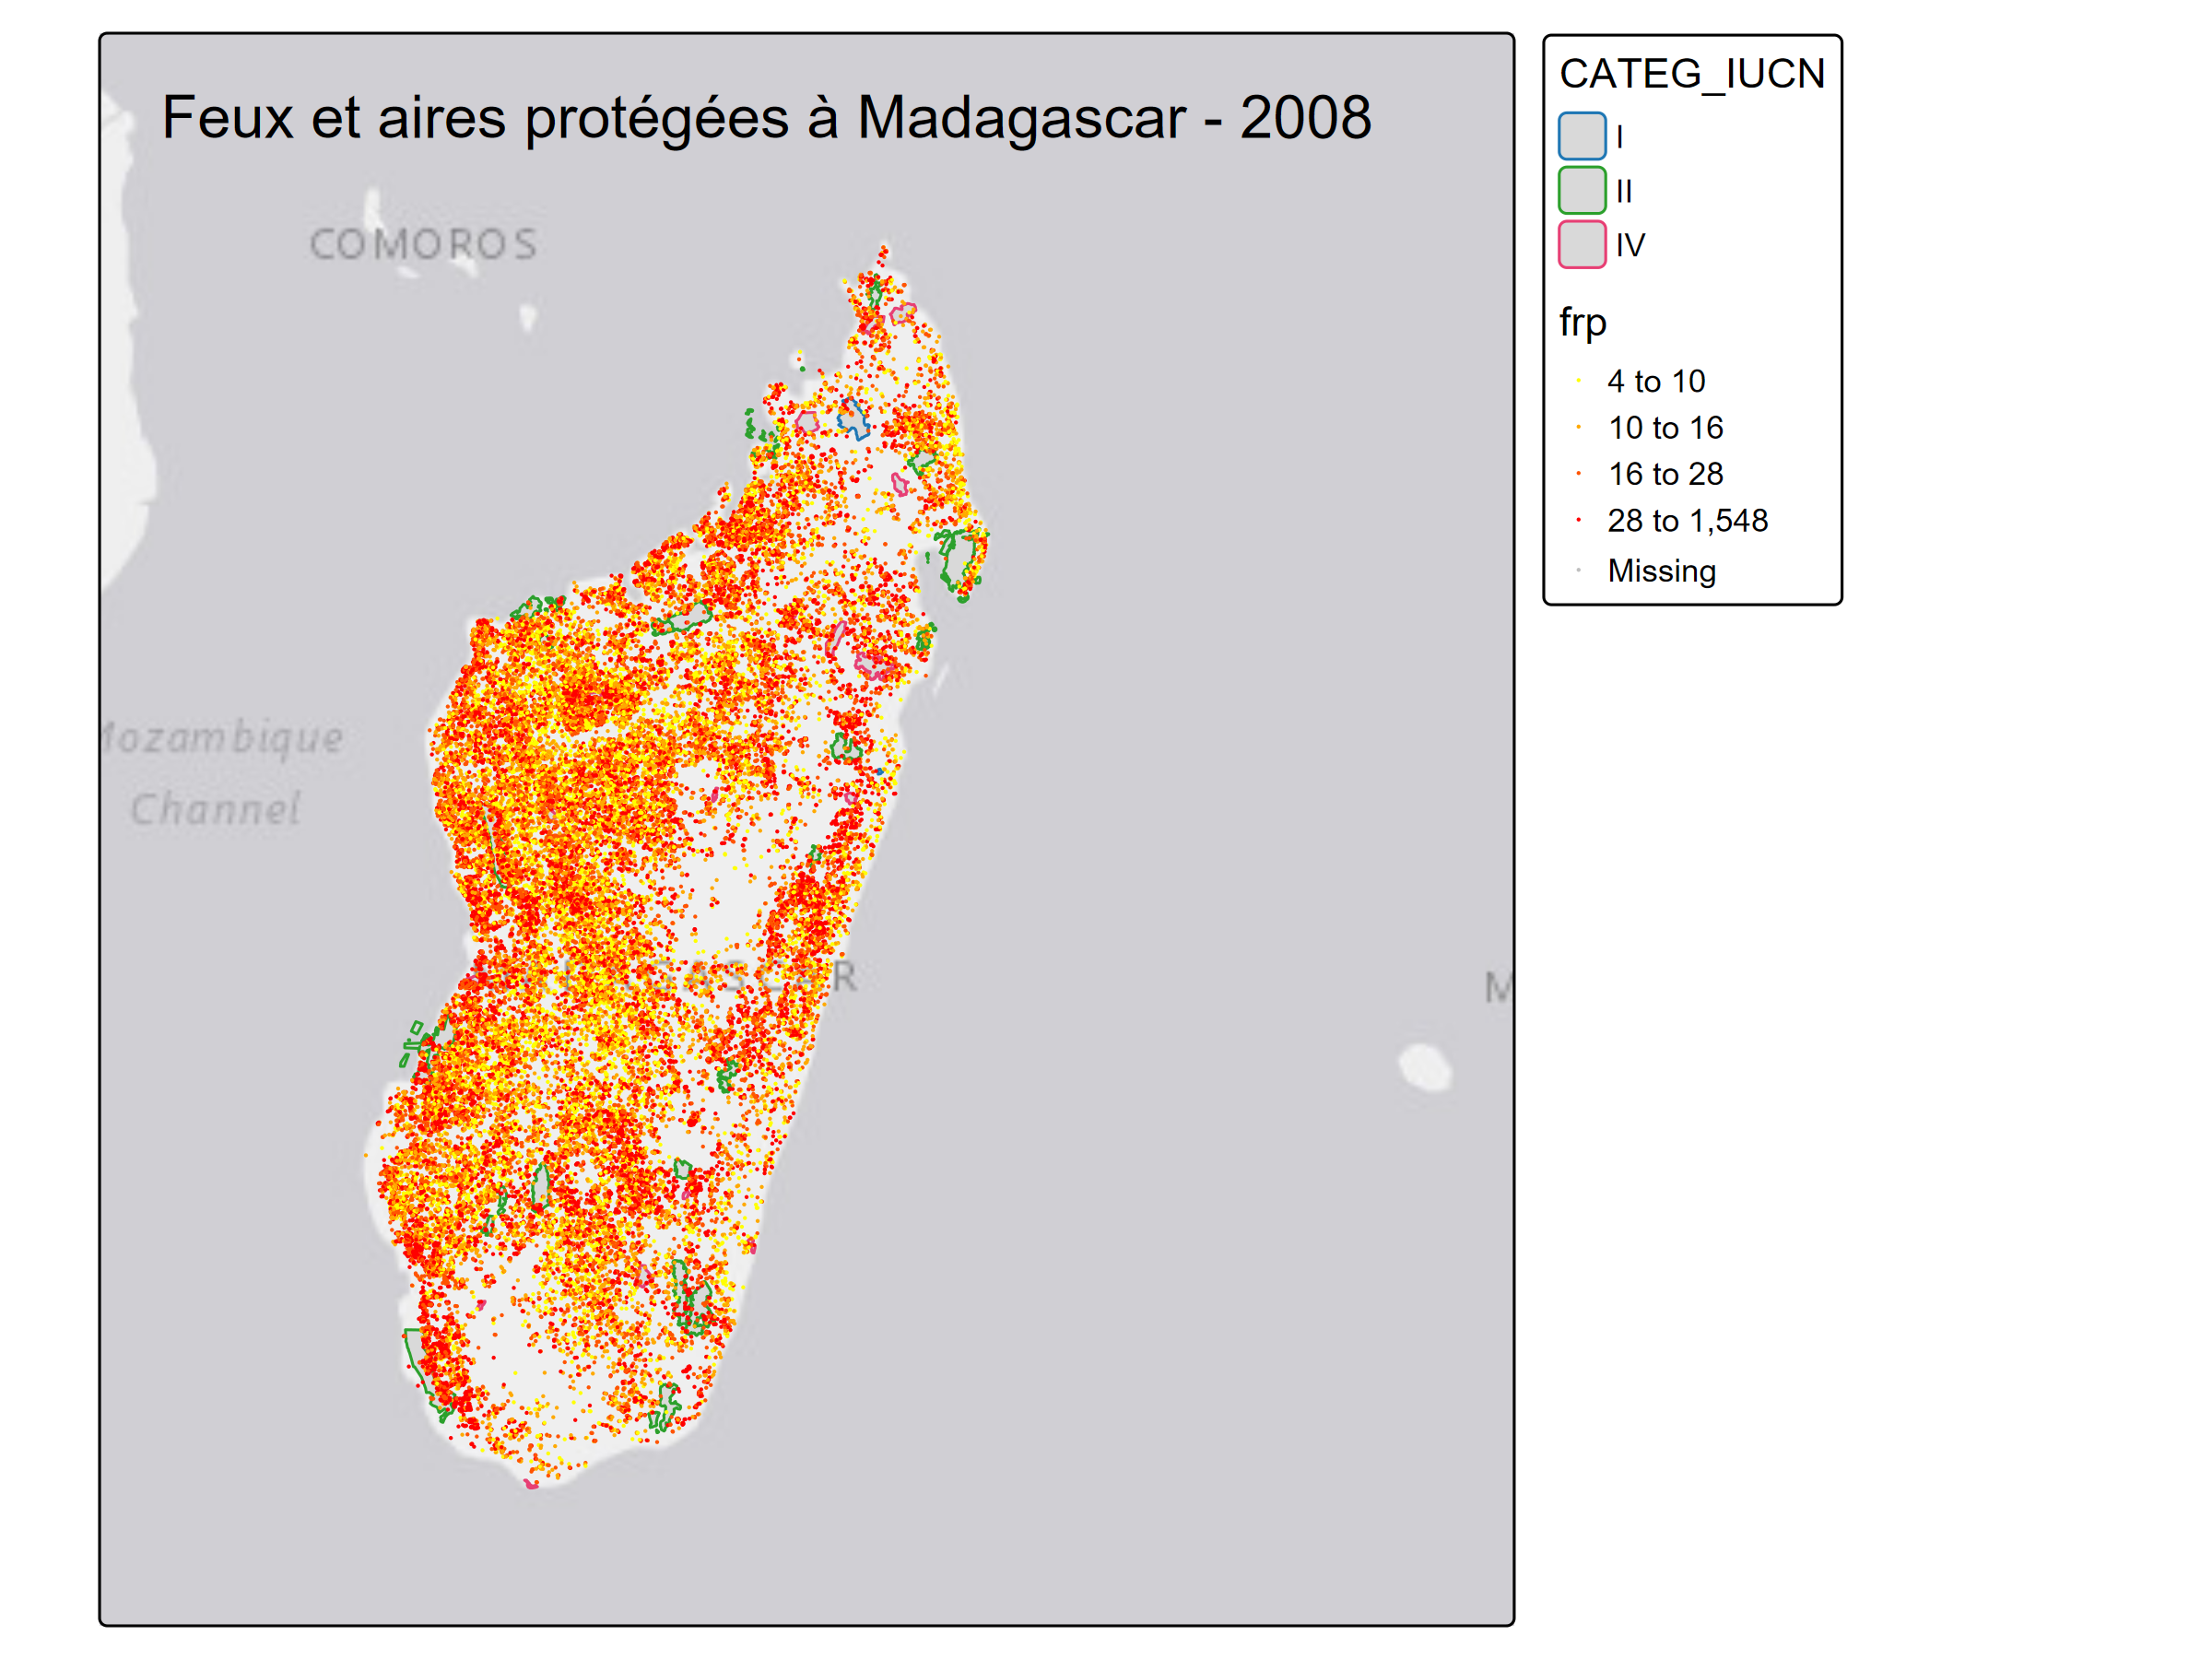 Feux et aires protégées à Madagascar - 2008
COMOROS
Mozambique
Channel
M
CATEG_IUCN
I
II
IV
frp
4 to 10
10 to 16
16 to 28
28 to 1,548
Missing